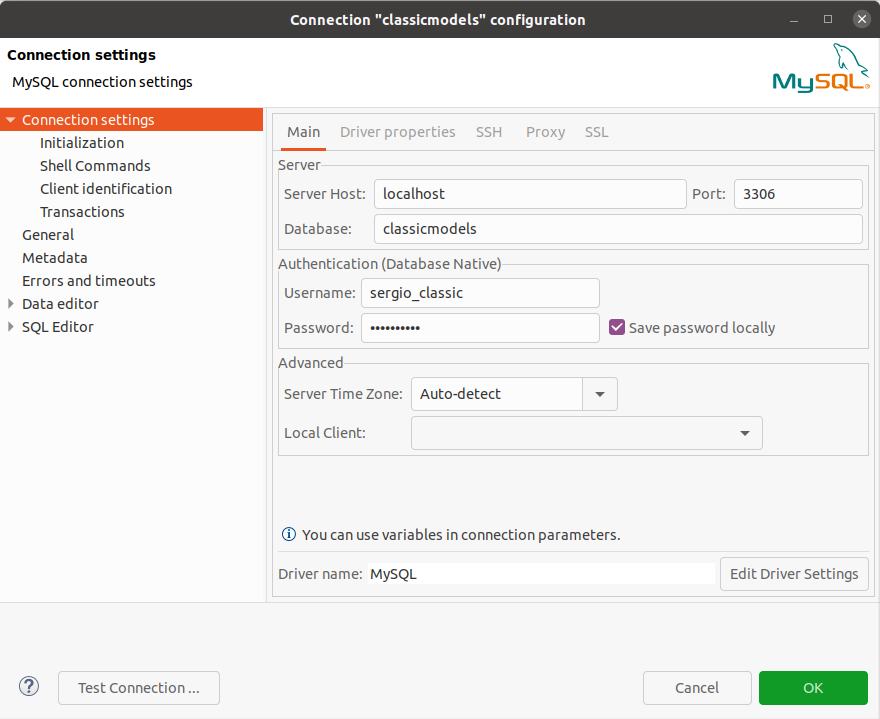 Connection "classicmodels" configuration
Connection settings
MySQL connection settings
MySQL®
Connection settings
Initialization
Shell Commands
Client identification
Transactions
General
Metadata
Errors and timeouts
Data editor
SQL Editor
Main Driver properties SSH Proxy SSL
Server
Server Host: localhost Port: 3306
Database: classicmodels
Authentication (Database Native)
Username: sergio_classic
Password: •••••••••• Save password locally
Advanced
Server Time Zone: Auto-detect
Local Client:
You can use variables in connection parameters.
Driver name: MySQL Edit Driver Settings
? Test Connection ... Cancel OK